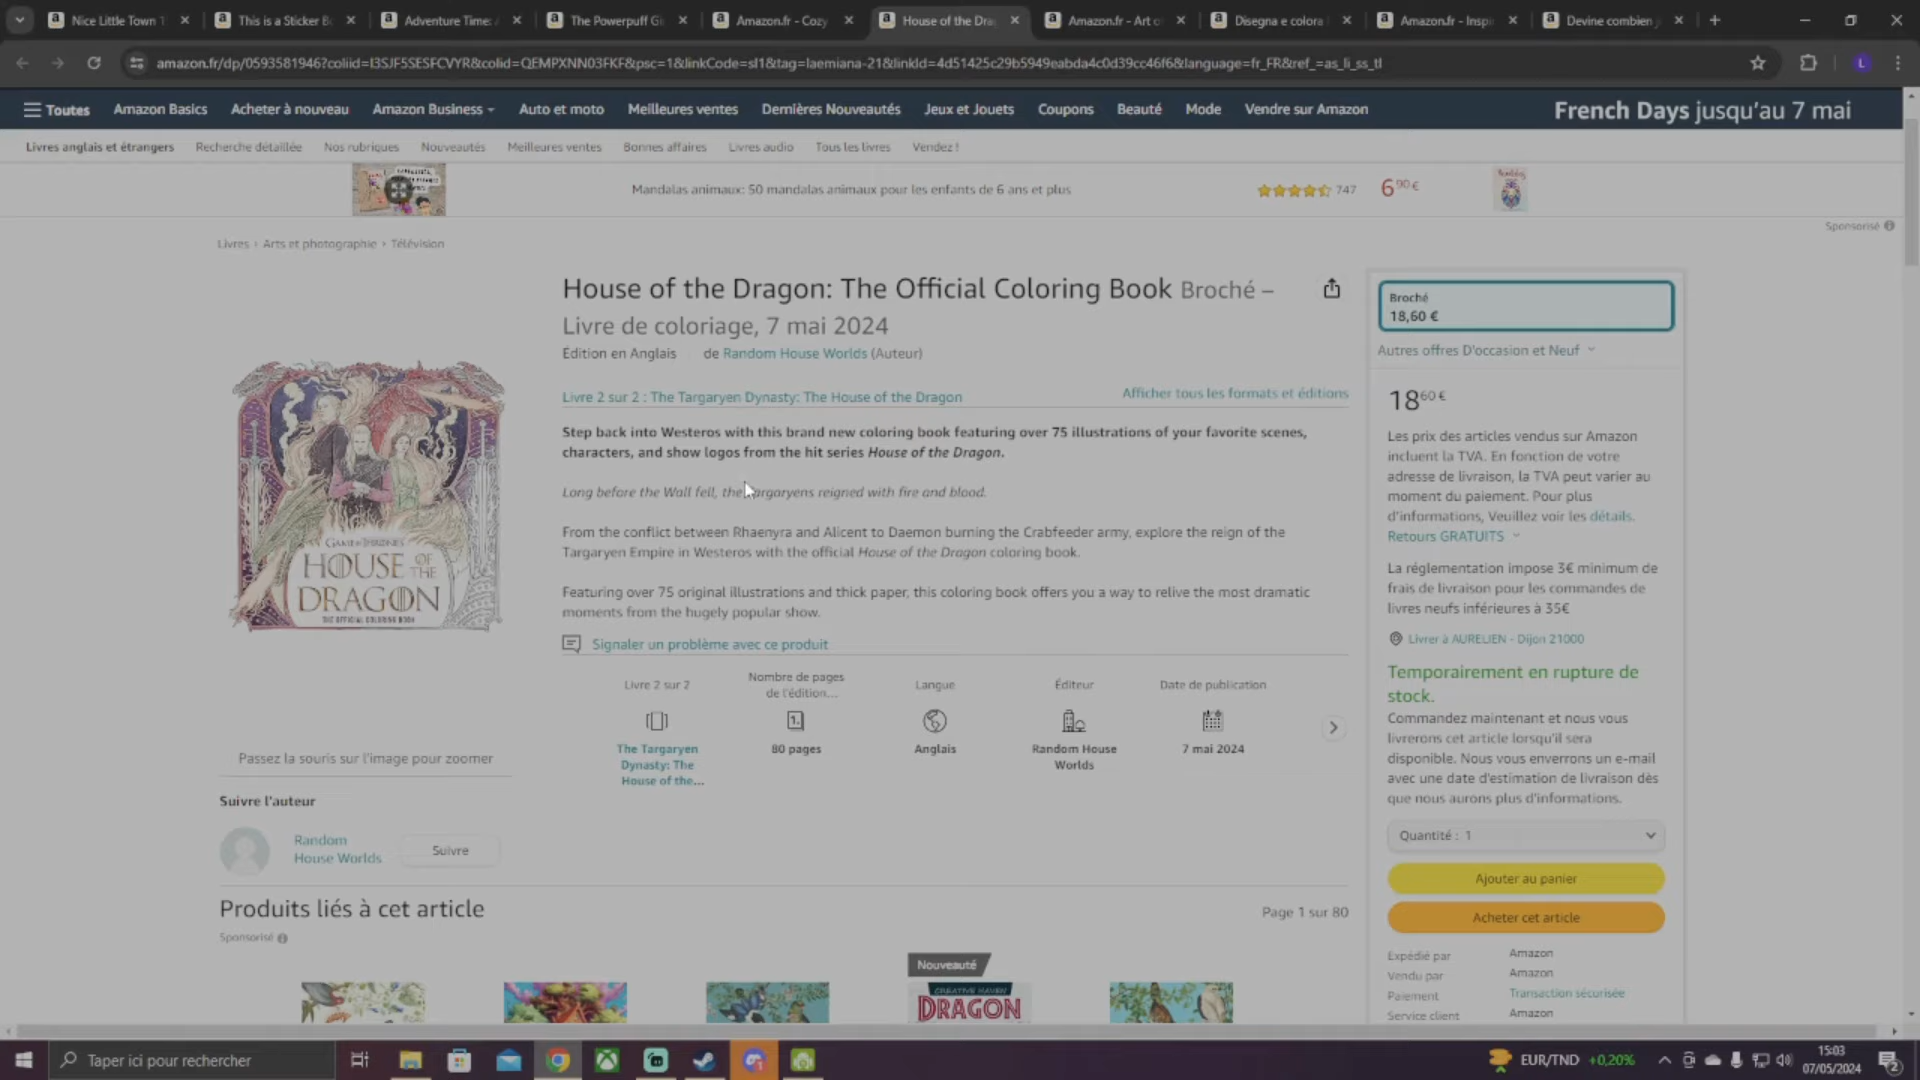 Nice Little Town 1
This is a Sticker B
Adventure Time:
The Powerpuff Gi
Amazon.fr - Cozy
House of the Dra
Amazon.fr - Art o
Disegna e colora
Amazon.fr - Inspi
Devine combien
amazon.fr/dp/0593581946?coliid=I3SJF5SESFCVYR&colid=QEMPXNN03FKF&psc=1&linkCode=sl1&tag=laemiana-21&linkId=4d51425c29b5949eabda4c0d39cc46f6&language=fr_FR&ref_=as_li_ss_tl
L
Toutes
Amazon Basics
Acheter à nouveau
Amazon Business
Auto et moto
Meilleures ventes
Dernières Nouveautés
Jeux et Jouets
Coupons
Beauté
Mode
Vendre sur Amazon
French Days jusqu'au 7 mai
Livres anglais et étrangers
Recherche détaillée
Nos rubriques
Nouveautés
Meilleures ventes
Bonnes affaires
Livres audio
Tous les livres
Vendez !
Mandalas animaux: 50 mandalas animaux pour les enfants de 6 ans et plus
747
6,90 €
Sponsorisé
Livres › Arts et photographie › Télévision
House of the Dragon: The Official Coloring Book Broché –
Livre de coloriage, 7 mai 2024
Édition en Anglais de Random House Worlds (Auteur)
Livre 2 sur 2 : The Targaryen Dynasty: The House of the Dragon
Afficher tous les formats et éditions
Step back into Westeros with this brand new coloring book featuring over 75 illustrations of your favorite scenes,
characters, and show logos from the hit series House of the Dragon.
Long before the Wall fell, the Targaryens reigned with fire and blood.
From the conflict between Rhaenyra and Alicent to Daemon burning the Crabfeeder army, explore the reign of the
Targaryen Empire in Westeros with the official House of the Dragon coloring book.
Featuring over 75 original illustrations and thick paper, this coloring book offers you a way to relive the most dramatic
moments from the hugely popular show.
Signaler un problème avec ce produit
GAME OF THRONES
HOUSE OF THE
DRAGON
THE OFFICIAL COLORING BOOK
Passez la souris sur l'image pour zoomer
Suivre l'auteur
Random
House Worlds
Suivre
Livre 2 sur 2
The Targaryen
Dynasty: The
House of the...
Nombre de pages
de l'édition...
80 pages
Langue
Anglais
Éditeur
Random House
Worlds
Date de publication
7 mai 2024
Broché
18,60 €
Autres offres D'occasion et Neuf
18,60 €
Les prix des articles vendus sur Amazon
incluent la TVA. En fonction de votre
adresse de livraison, la TVA peut varier au
moment du paiement. Pour plus
d'informations, Veuillez voir les détails.
Retours GRATUITS
La réglementation impose 3€ minimum de
frais de livraison pour les commandes de
livres neufs inférieures à 35€
Livrer à AURELIEN - Dijon 21000
Temporairement en rupture de
stock.
Commandez maintenant et nous vous
livrerons cet article lorsqu'il sera
disponible. Nous vous enverrons un e-mail
avec une date d'estimation de livraison dès
que nous aurons plus d'informations.
Quantité : 1
Ajouter au panier
Acheter cet article
Expédié par Amazon
Vendu par Amazon
Paiement Transaction sécurisée
Service client Amazon
Produits liés à cet article
Page 1 sur 80
Sponsorisé
Nouveauté
CREATIVE HAVEN
DRAGON
Taper ici pour rechercher
EUR/TND +0,20%
15:03
07/05/2024
2